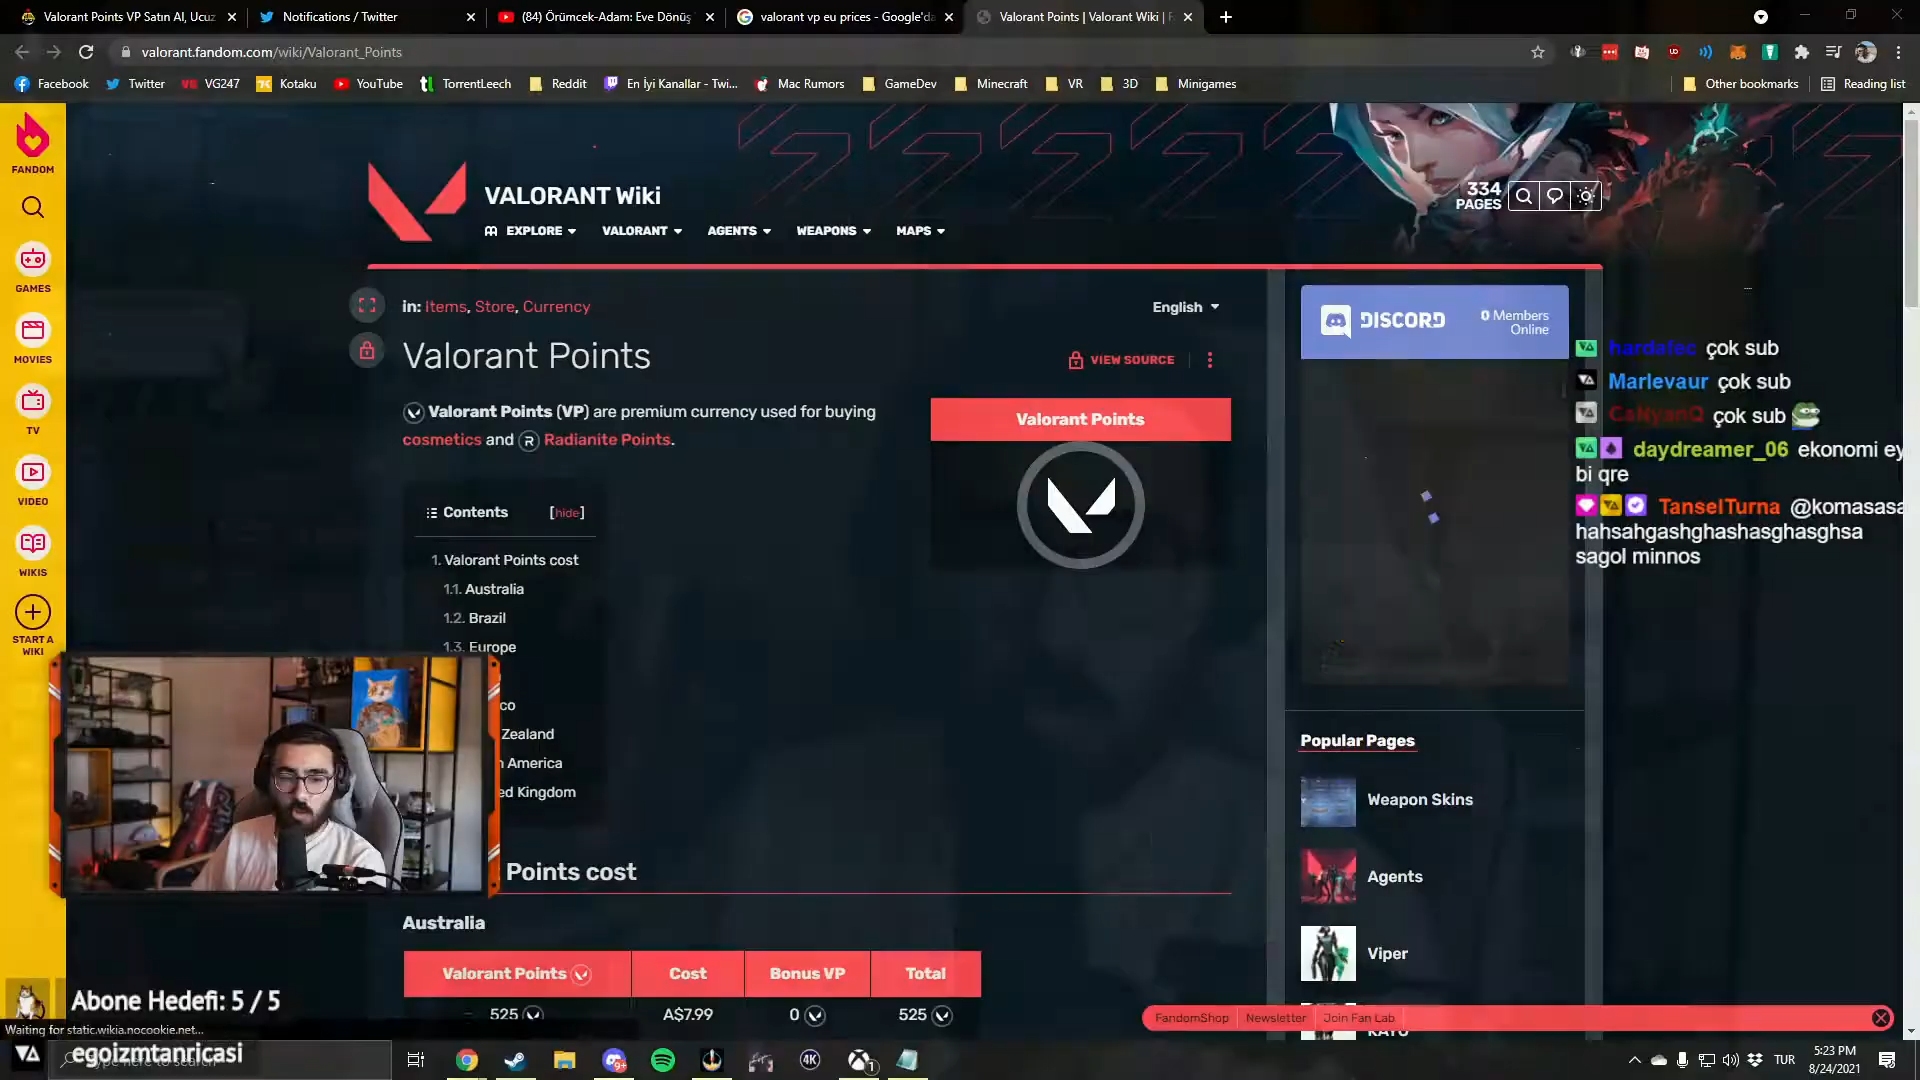 Valorant Points VP Satın Al, Ucuz
Notifications / Twitter
(84) Örümcek-Adam: Eve Dönüş
valorant vp eu prices - Google'da
Valorant Points | Valorant Wiki | F
valorant.fandom.com/wiki/Valorant_Points
Facebook
Twitter
VG247
Kotaku
YouTube
TorrentLeech
Reddit
En İyi Kanallar - Twi...
Mac Rumors
GameDev
Minecraft
VR
3D
Minigames
Other bookmarks
Reading list
FANDOM
GAMES
MOVIES
TV
VIDEO
WIKIS
START A
WIKI
VALORANT Wiki
334
PAGES
EXPLORE
VALORANT
AGENTS
WEAPONS
MAPS
in: Items, Store, Currency
English
Valorant Points
VIEW SOURCE
Valorant Points (VP) are premium currency used for buying
cosmetics and Radianite Points.
Valorant Points
Contents [hide]
1. Valorant Points cost
1.1. Australia
1.2. Brazil
1.3. Europe
co
Zealand
America
ed Kingdom
Points cost
Australia
Valorant Points Cost Bonus VP Total
525 A$7.99 0 525
DISCORD
0 Members
Online
hardafec çok sub
Marlevaur çok sub
CaNyanQ çok sub
daydreamer_06 ekonomi ey
bi qre
TanselTurna @komasasa
hahsahgashghashasghasghsa
sagol minnos
Popular Pages
Weapon Skins
Agents
Viper
KAYO
FandomShop
Newsletter
Join Fan Lab
Abone Hedefi: 5 / 5
Waiting for static.wikia.nocookie.net...
egoizmtanricasi
4K
TUR
5:23 PM
8/24/2021